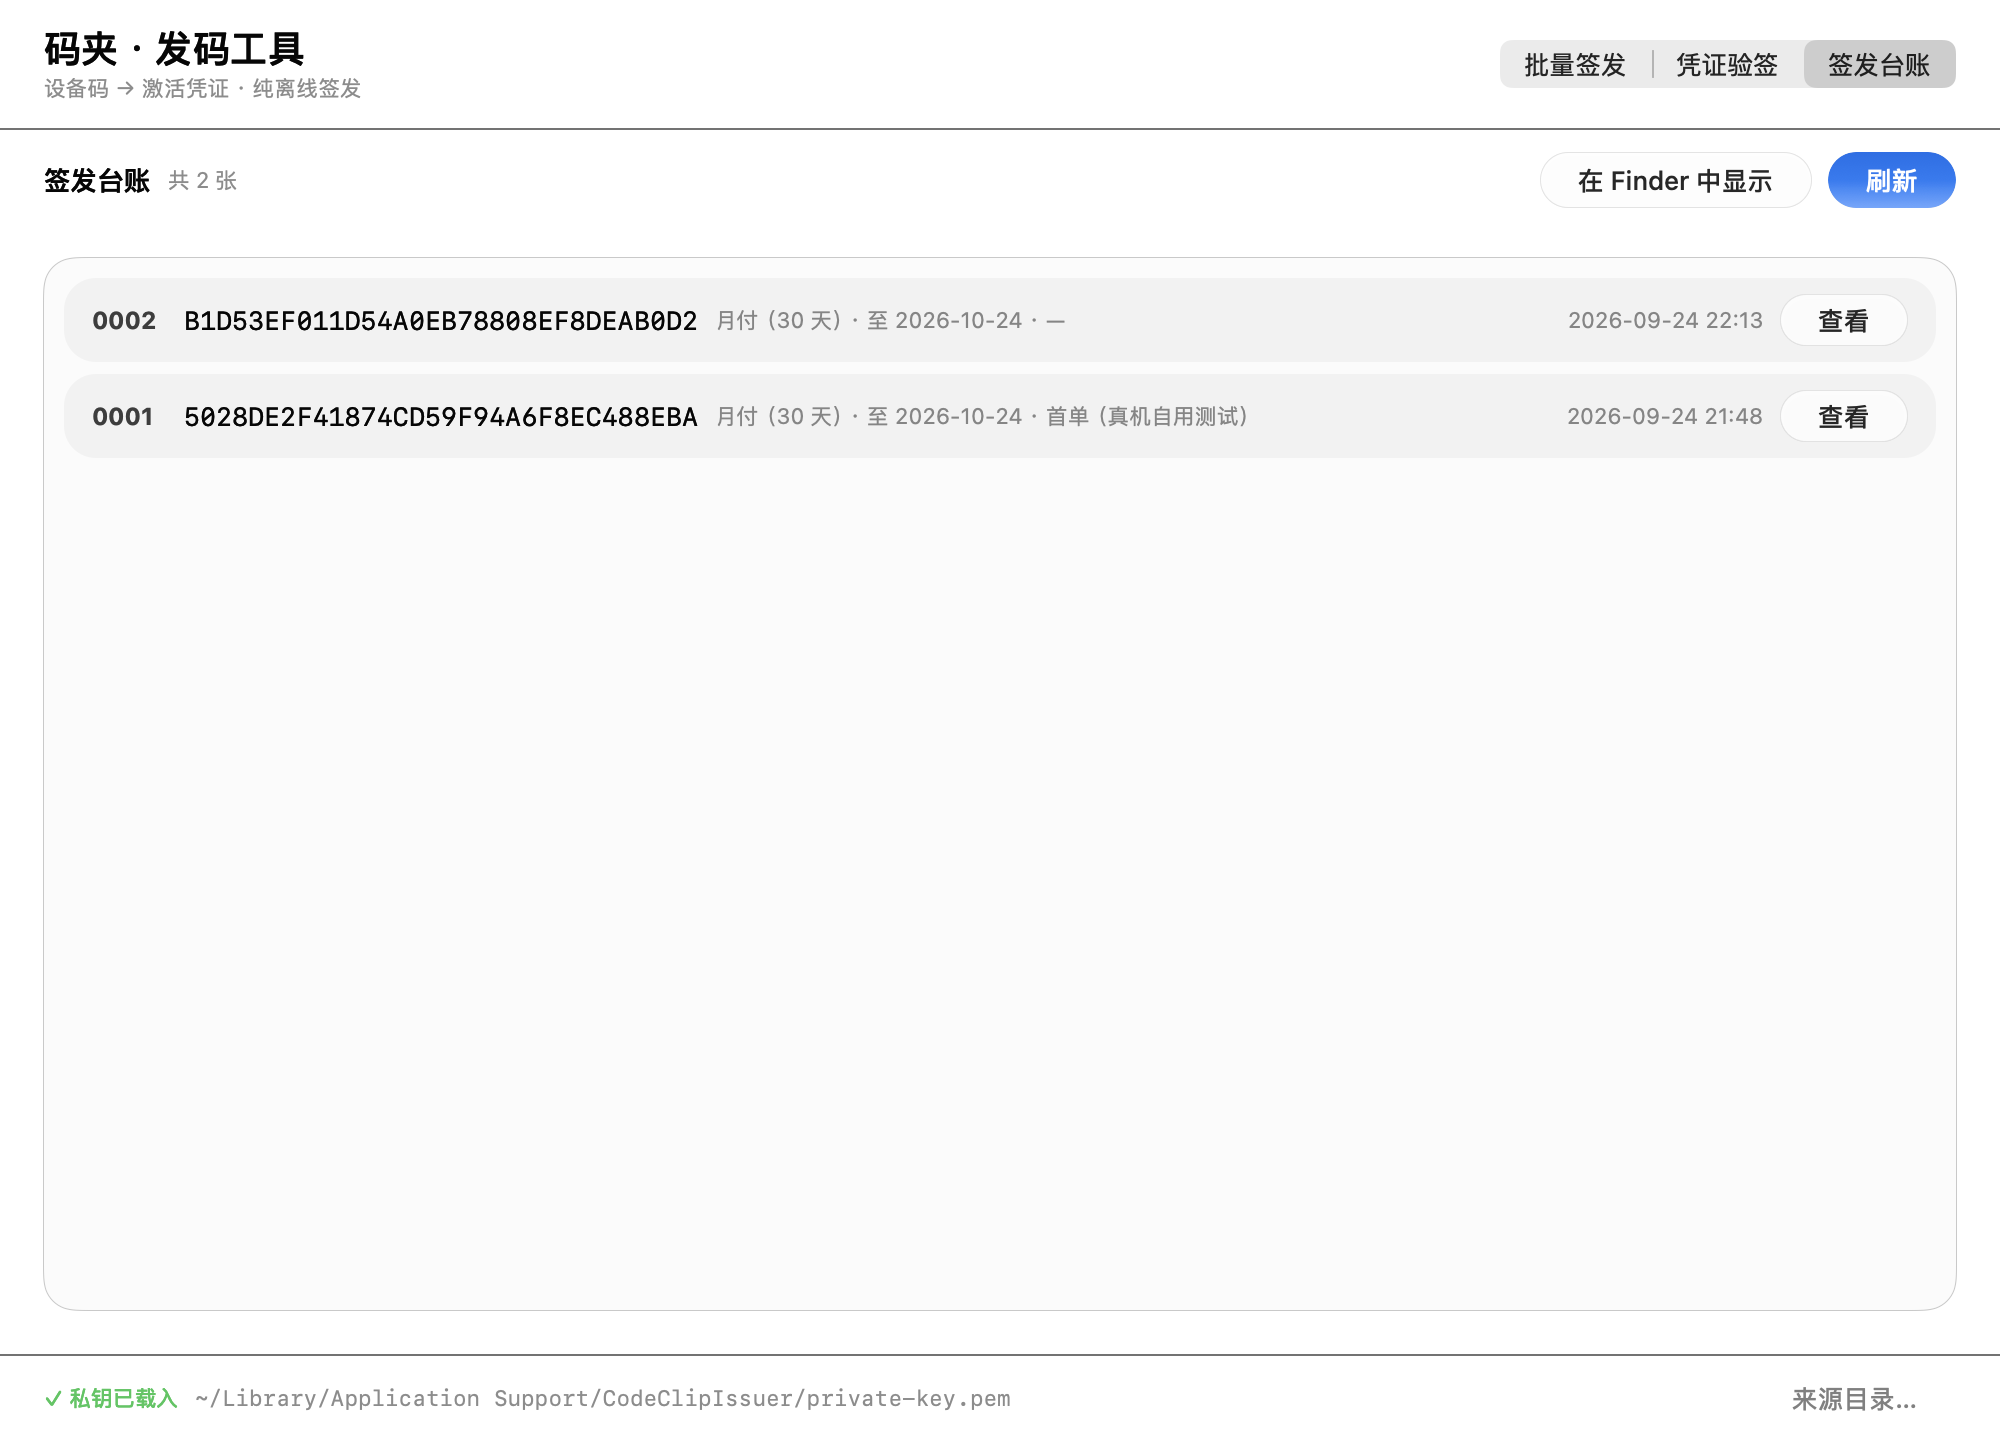 码夹 · 发码工具
设备码 → 激活凭证 · 纯离线签发
批量签发 凭证验签 签发台账
签发台账 共 2 张
在 Finder 中显示 刷新
0002 B1D53EF011D54A0EB78808EF8DEAB0D2 月付（30 天）· 至 2026-10-24 · — 2026-09-24 22:13 查看
0001 5028DE2F41874CD59F94A6F8EC488EBA 月付（30 天）· 至 2026-10-24 · 首单（真机自用测试） 2026-09-24 21:48 查看
✓ 私钥已载入 ~/Library/Application Support/CodeClipIssuer/private-key.pem 来源目录...